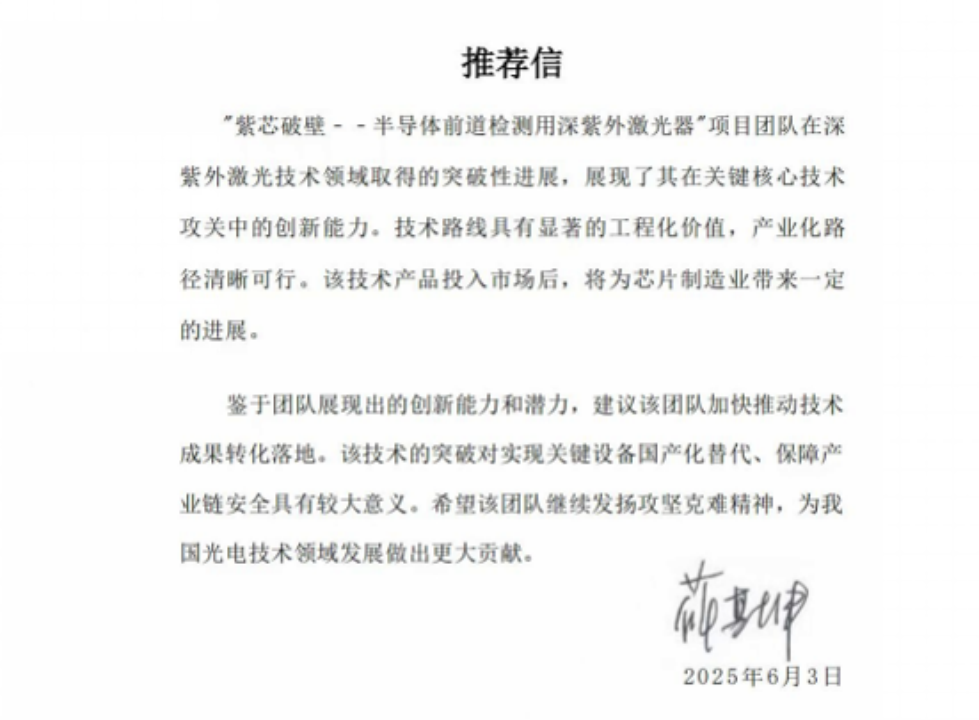 推荐信
"紫芯破壁--半导体前道检测用深紫外激光器"项目团队在深
紫外激光技术领域取得的突破性进展，展现了其在关键核心技术
攻关中的创新能力。技术路线具有显著的工程化价值，产业化路
径清晰可行。该技术产品投入市场后，将为芯片制造业带来一定
的进展。
鉴于团队展现出的创新能力和潜力，建议该团队加快推动技术
成果转化落地。该技术的突破对实现关键设备国产化替代、保障产
业链安全具有较大意义。希望该团队继续发扬攻坚克难精神，为我
国光电技术领域发展做出更大贡献。
薛其坤
2025年6月3日